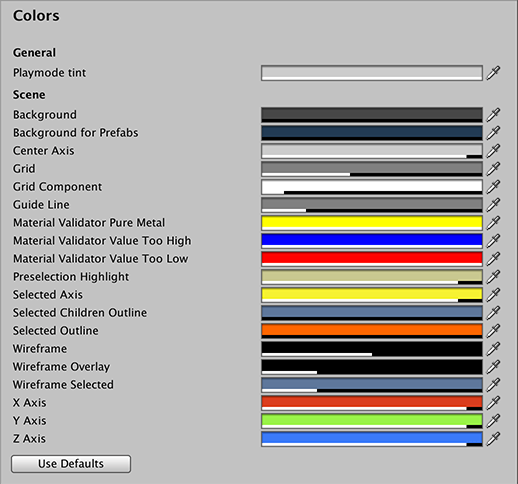 Colors
General
Playmode tint
Scene
Background
Background for Prefabs
Center Axis
Grid
Grid Component
Guide Line
Material Validator Pure Metal
Material Validator Value Too High
Material Validator Value Too Low
Preselection Highlight
Selected Axis
Selected Children Outline
Selected Outline
Wireframe
Wireframe Overlay
Wireframe Selected
X Axis
Y Axis
Z Axis
Use Defaults